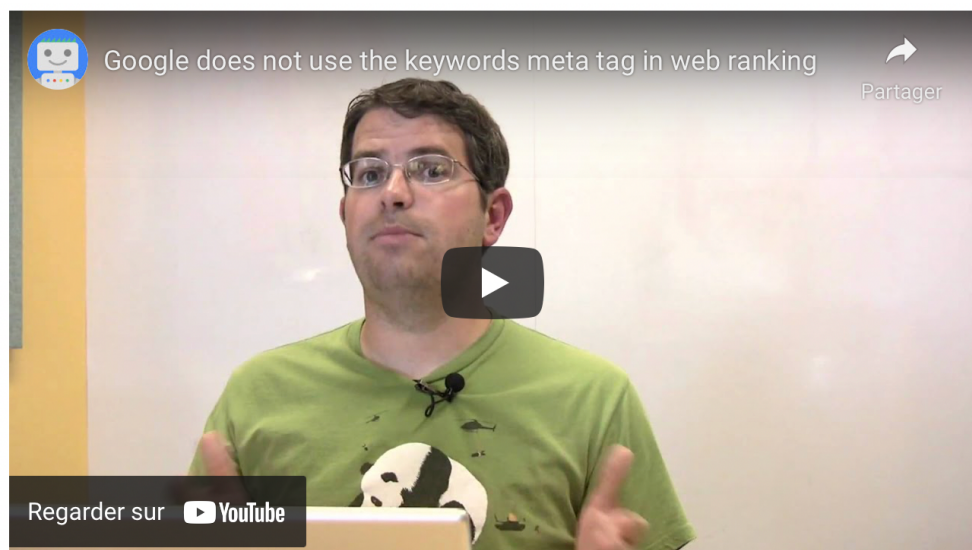 Google does not use the keywords meta tag in web ranking
Partager
Regarder sur YouTube